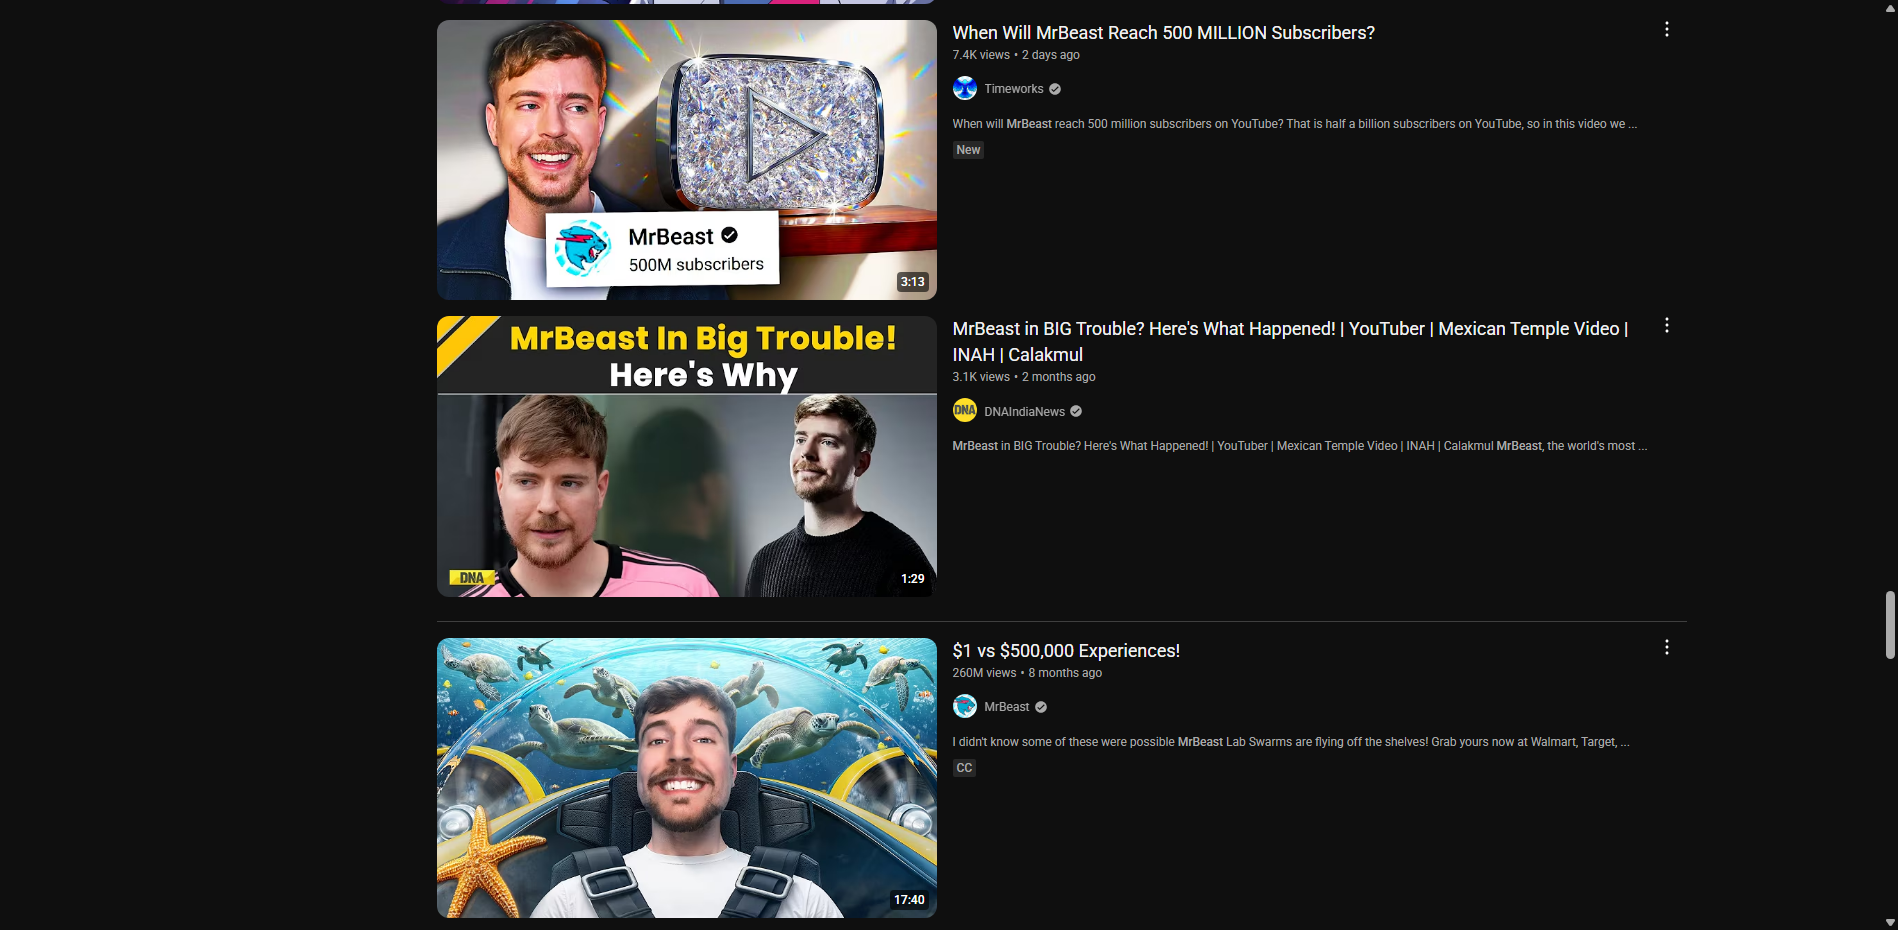 When Will MrBeast Reach 500 MILLION Subscribers?
7.4K views • 2 days ago
Timeworks
When will MrBeast reach 500 million subscribers on YouTube? That is half a billion subscribers on YouTube, so in this video we ...
New
MrBeast
500M subscribers
3:13
MrBeast In Big Trouble!
Here's Why
DNA
1:29
MrBeast in BIG Trouble? Here's What Happened! | YouTuber | Mexican Temple Video |
INAH | Calakmul
3.1K views • 2 months ago
DNA
DNAIndiaNews
MrBeast in BIG Trouble? Here's What Happened! | YouTuber | Mexican Temple Video | INAH | Calakmul MrBeast, the world's most ...
$1 vs $500,000 Experiences!
260M views • 8 months ago
MrBeast
I didn't know some of these were possible MrBeast Lab Swarms are flying off the shelves! Grab yours now at Walmart, Target, ...
CC
17:40